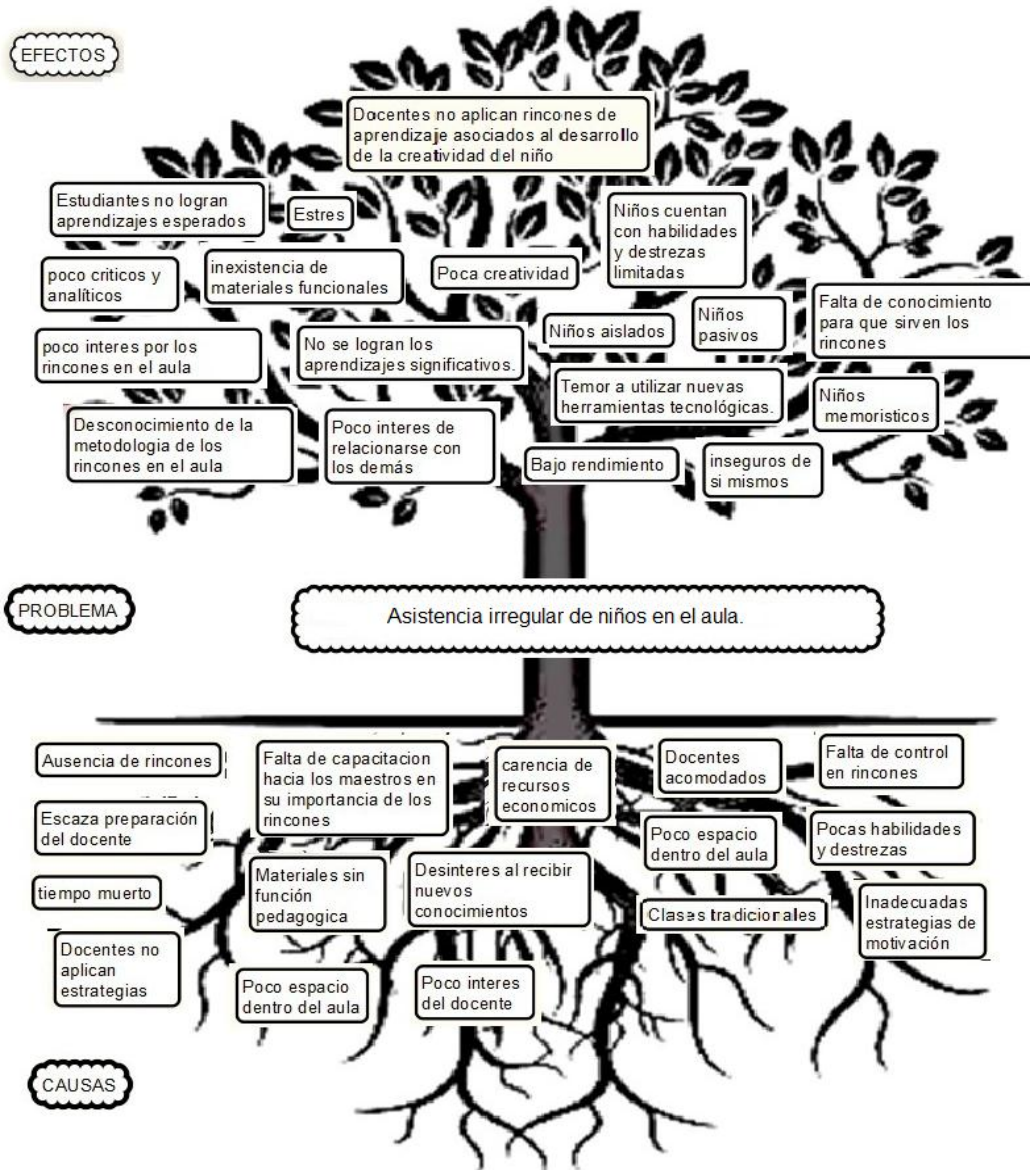 EFECTOS
Docentes no aplican rincones de
aprendizaje asociados al desarrollo
de la creatividad del niño
Estudiantes no logran
aprendizajes esperados
Estres
Niños cuentan
con habilidades
y destrezas
limitadas
poco criticos y
analíticos
inexistencia de
materiales funcionales
Poca creatividad
Falta de conocimiento
para que sirven los
rincones
poco interes por los
rincones en el aula
No se logran los
aprendizajes significativos.
Niños aislados
Niños
pasivos
Temor a utilizar nuevas
herramientas tecnológicas.
Niños
memoristicos
Desconocimiento de la
metodologia de los
rincones en el aula
Poco interes de
relacionarse con
los demás
Bajo rendimiento
inseguros de
si mismos
PROBLEMA
Asistencia irregular de niños en el aula.
Ausencia de rincones
Falta de capacitacion
hacia los maestros en
su importancia de los
rincones
carencia de
recursos
economicos
Docentes
acomodados
Falta de control
en rincones
Escaza preparación
del docente
Poco espacio
dentro del aula
Pocas habilidades
y destrezas
tiempo muerto
Materiales sin
función
pedagogica
Desinteres al recibir
nuevos
conocimientos
Clases tradicionales
Inadecuadas
estrategias de
motivación
Docentes no
aplican
estrategias
Poco espacio
dentro del aula
Poco interes
del docente
CAUSAS